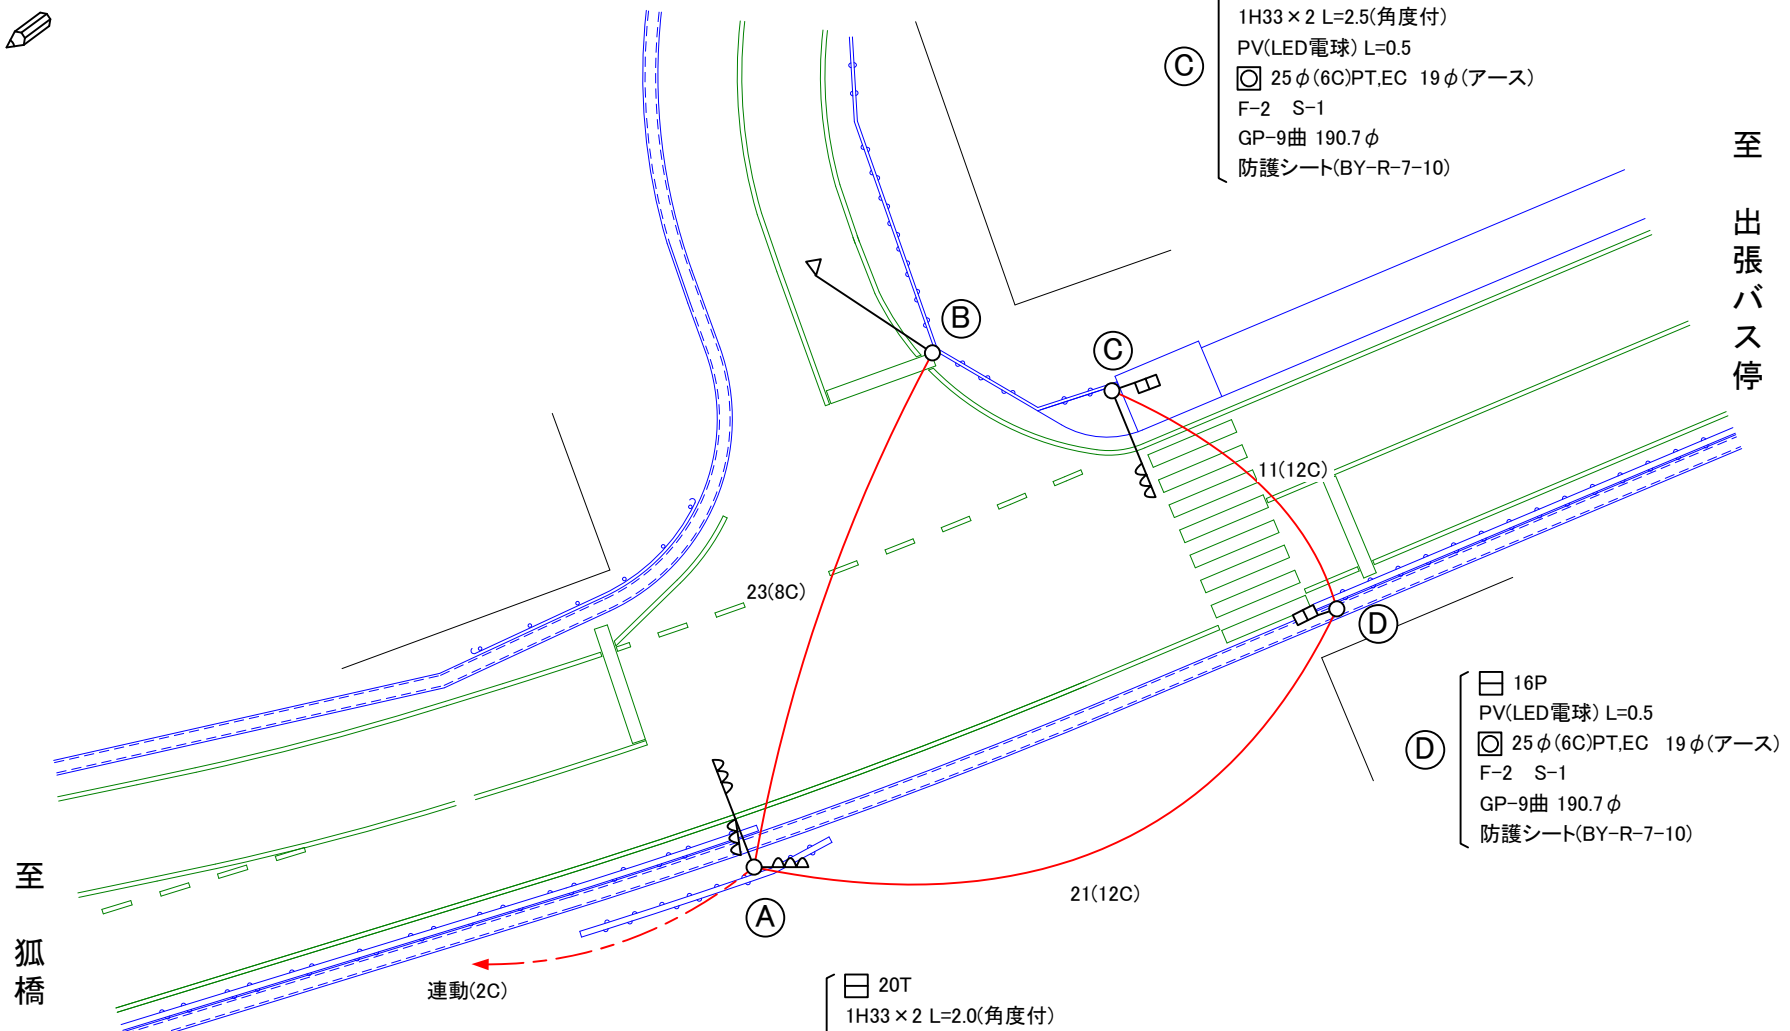 1H33×2 L=2.5(角度付)
PV(LED電球) L=0.5
25φ(6C)PT,EC 19φ(アース)
F-2 S-1
GP-9曲 190.7φ
防護シート(BY-R-7-10)
C
至 出張バス停
B
C
11(12C)
23(8C)
D
16P
PV(LED電球) L=0.5
25φ(6C)PT,EC 19φ(アース)
F-2 S-1
GP-9曲 190.7φ
防護シート(BY-R-7-10)
D
至 狐橋
A
21(12C)
連動(2C)
20T
1H33×2 L=2.0(角度付)